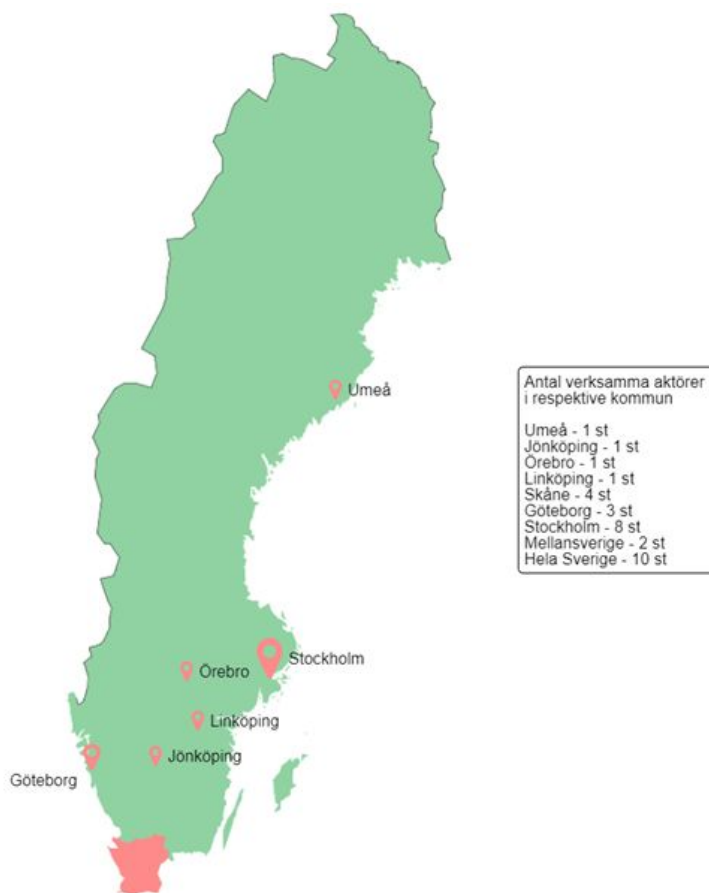 Umeå
Antal verksamma aktörer
i respektive kommun
Umeå - 1 st
Jönköping - 1 st
Örebro - 1 st
Linköping - 1 st
Skåne - 4 st
Göteborg - 3 st
Stockholm - 8 st
Mellansverige - 2 st
Hela Sverige - 10 st
Stockholm
Örebro
Linköping
Jönköping
Göteborg